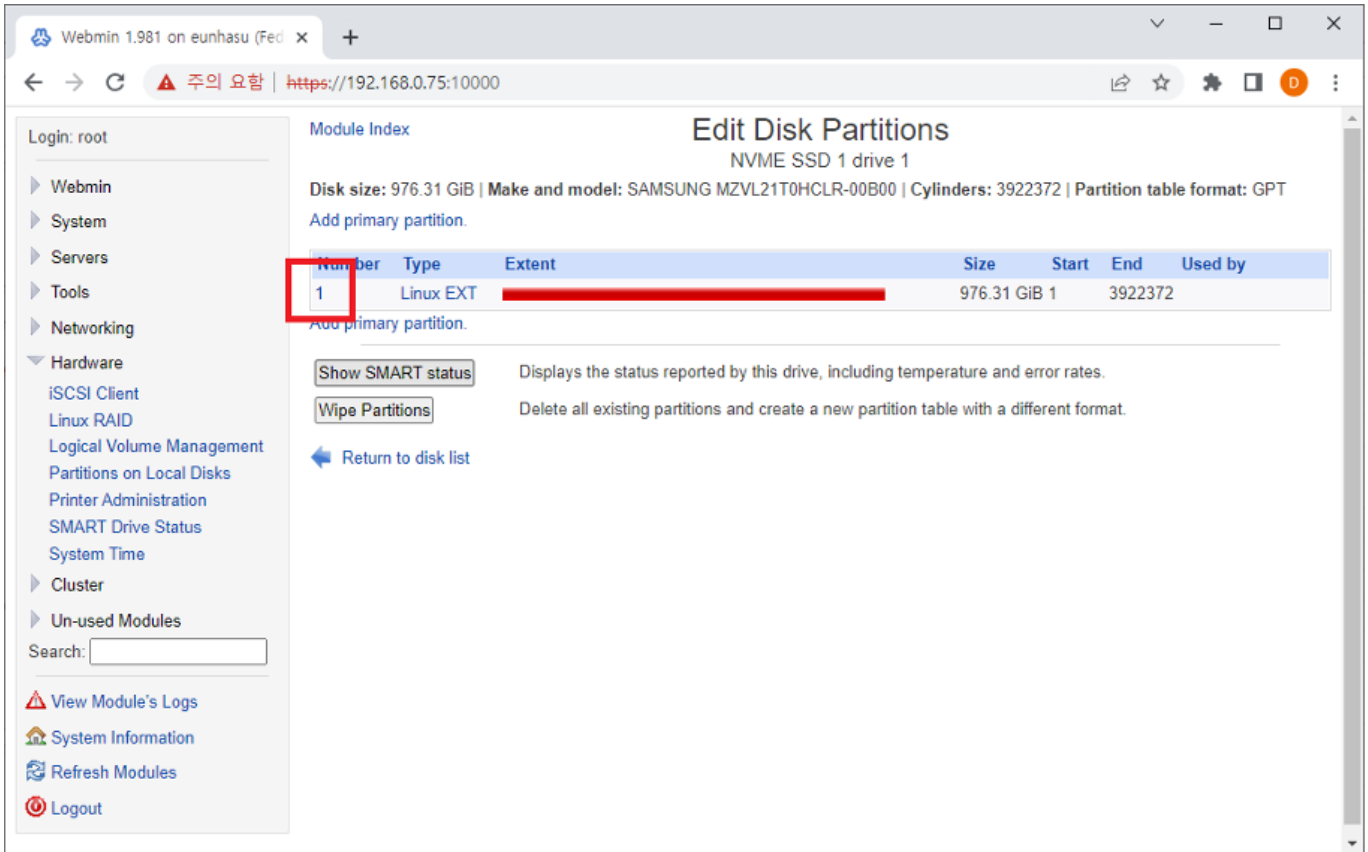 Webmin 1.981 on eunhasu (Fed
주의 요함 | https://192.168.0.75:10000
D
Login: root
Webmin
System
Servers
Tools
Networking
Hardware
iSCSI Client
Linux RAID
Logical Volume Management
Partitions on Local Disks
Printer Administration
SMART Drive Status
System Time
Cluster
Un-used Modules
Search:
View Module's Logs
System Information
Refresh Modules
Logout
Module Index
Edit Disk Partitions
NVME SSD 1 drive 1
Disk size: 976.31 GiB | Make and model: SAMSUNG MZVL21T0HCLR-00B00 | Cylinders: 3922372 | Partition table format: GPT
Add primary partition.
Number Type Extent Size Start End Used by
1 Linux EXT 976.31 GiB 1 3922372
Add primary partition.
Show SMART status Displays the status reported by this drive, including temperature and error rates.
Wipe Partitions Delete all existing partitions and create a new partition table with a different format.
Return to disk list